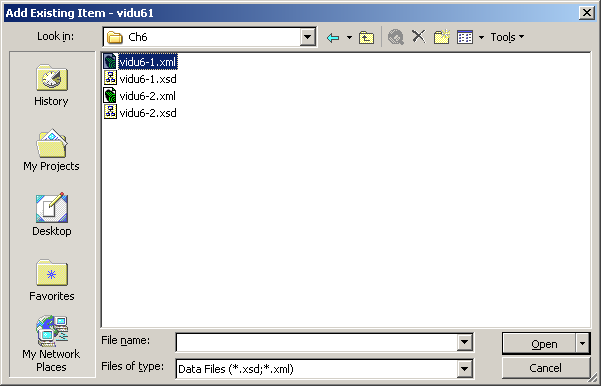 Add Existing Item - vidu61
Look in: Ch6 Tools
vidu6-1.xml
vidu6-1.xsd
vidu6-2.xml
vidu6-2.xsd
History
My Projects
Desktop
Favorites
My Network
Places
File name: Open
Files of type: Data Files (*.xsd;*.xml) Cancel